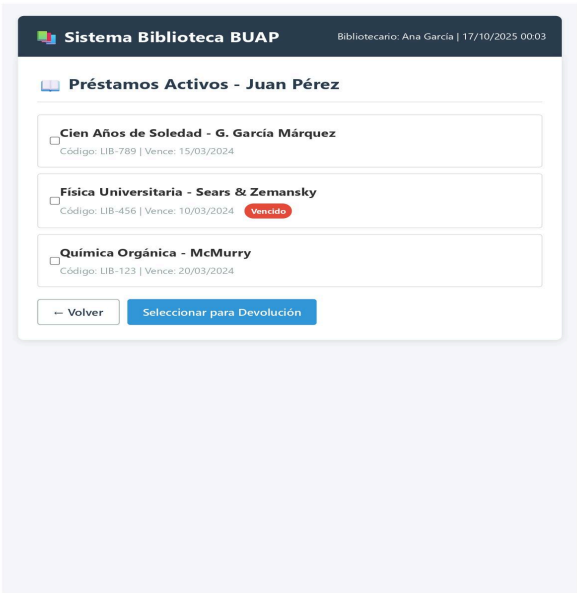 Sistema Biblioteca BUAP
Bibliotecario: Ana García | 17/10/2025 00:03
Préstamos Activos - Juan Pérez
Cien Años de Soledad - G. García Márquez
Código: LIB-789 | Vence: 15/03/2024
Física Universitaria - Sears & Zemansky
Código: LIB-456 | Vence: 10/03/2024 Vencido
Química Orgánica - McMurry
Código: LIB-123 | Vence: 20/03/2024
← Volver Seleccionar para Devolución